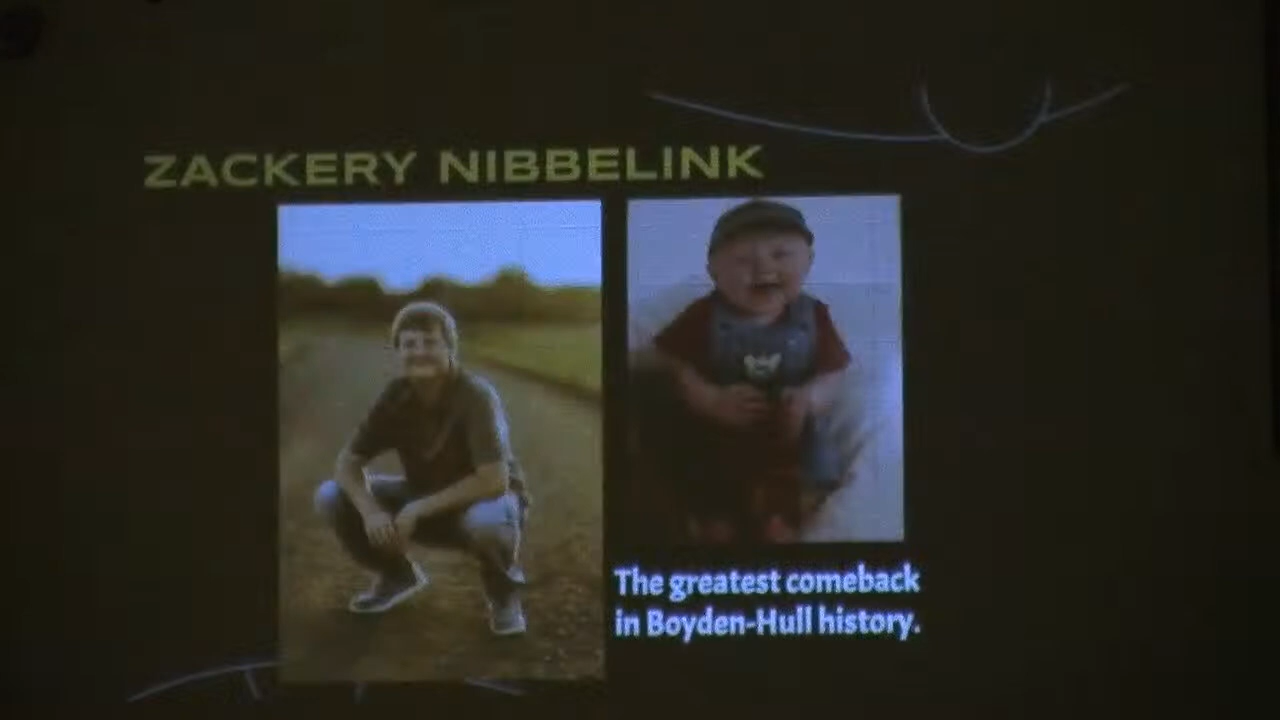 ZACKERY NIBBELINK
The greatest comeback
in Boyden-Hull history.